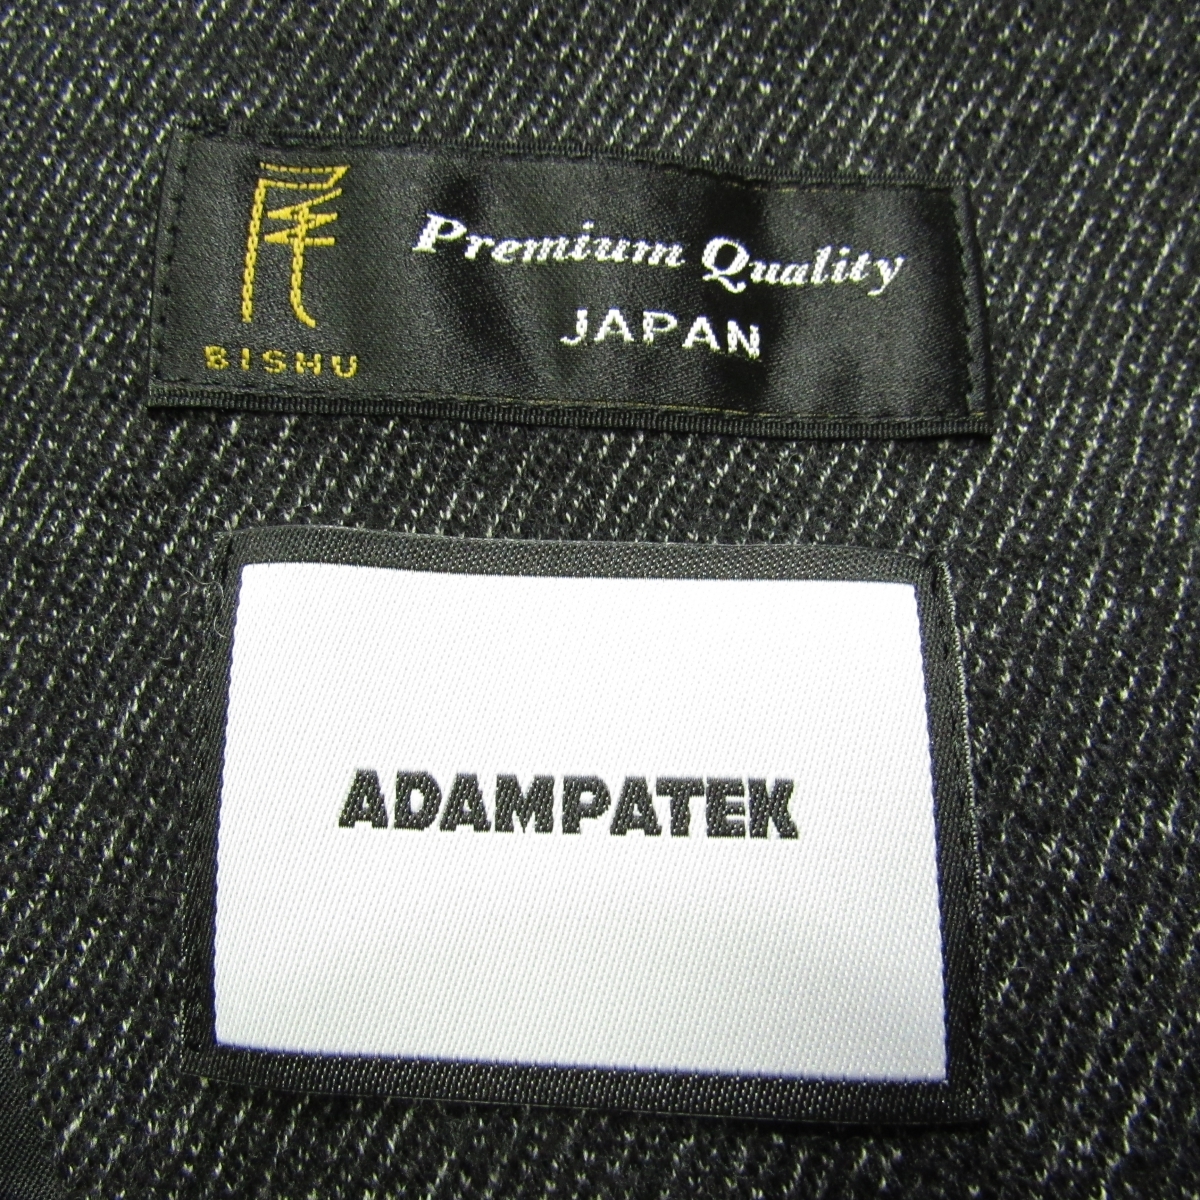 尾
BISHU
Premium Quality
JAPAN
ADAMPATEK